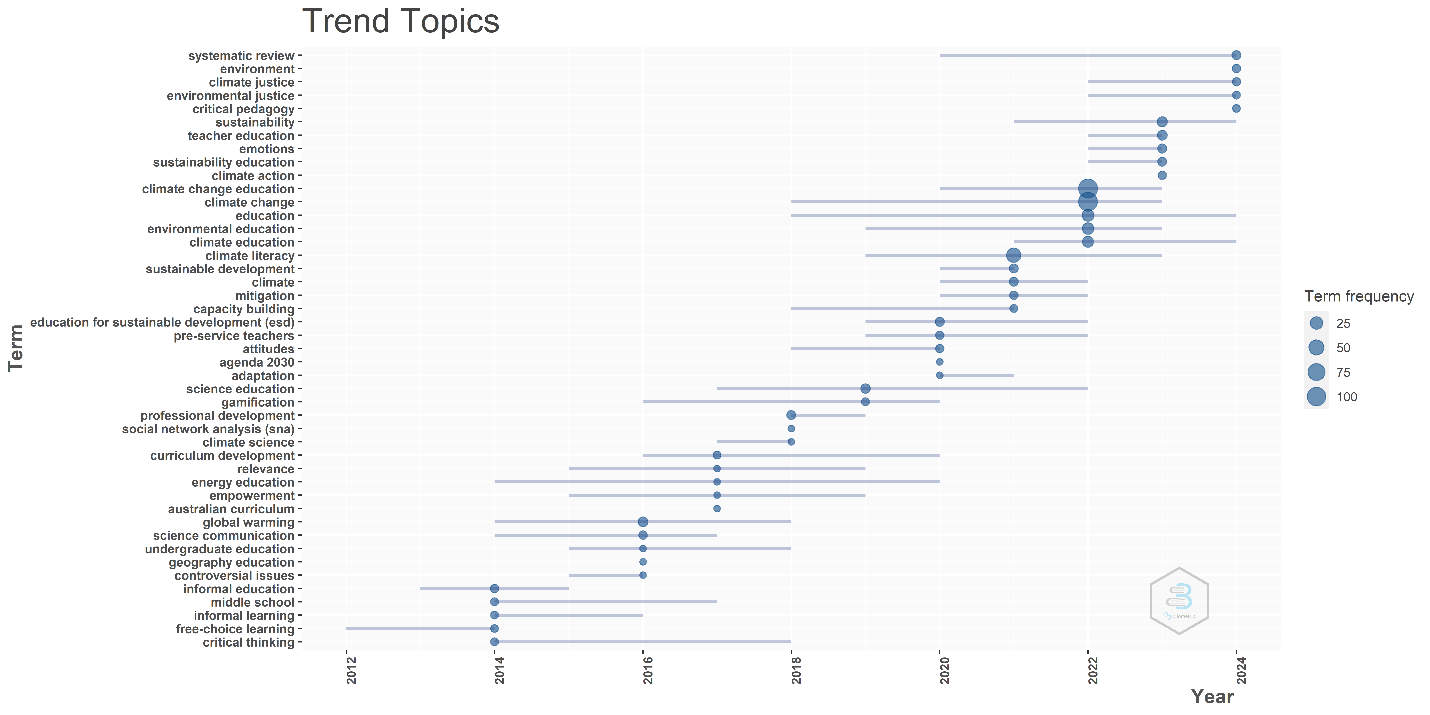 Trend Topics
systematic review
environment
climate justice
environmental justice
critical pedagogy
sustainability
teacher education
emotions
sustainability education
climate action
climate change education
climate change
education
environmental education
climate education
climate literacy
sustainable development
climate
mitigation
capacity building
education for sustainable development (esd)
pre-service teachers
attitudes
agenda 2030
adaptation
science education
gamification
professional development
social network analysis (sna)
climate science
curriculum development
relevance
energy education
empowerment
australian curriculum
global warming
science communication
undergraduate education
geography education
controversial issues
informal education
middle school
informal learning
free-choice learning
critical thinking
Term
2012 2014 2016 2018 2020 2022 2024
Year
Term frequency
25
50
75
100